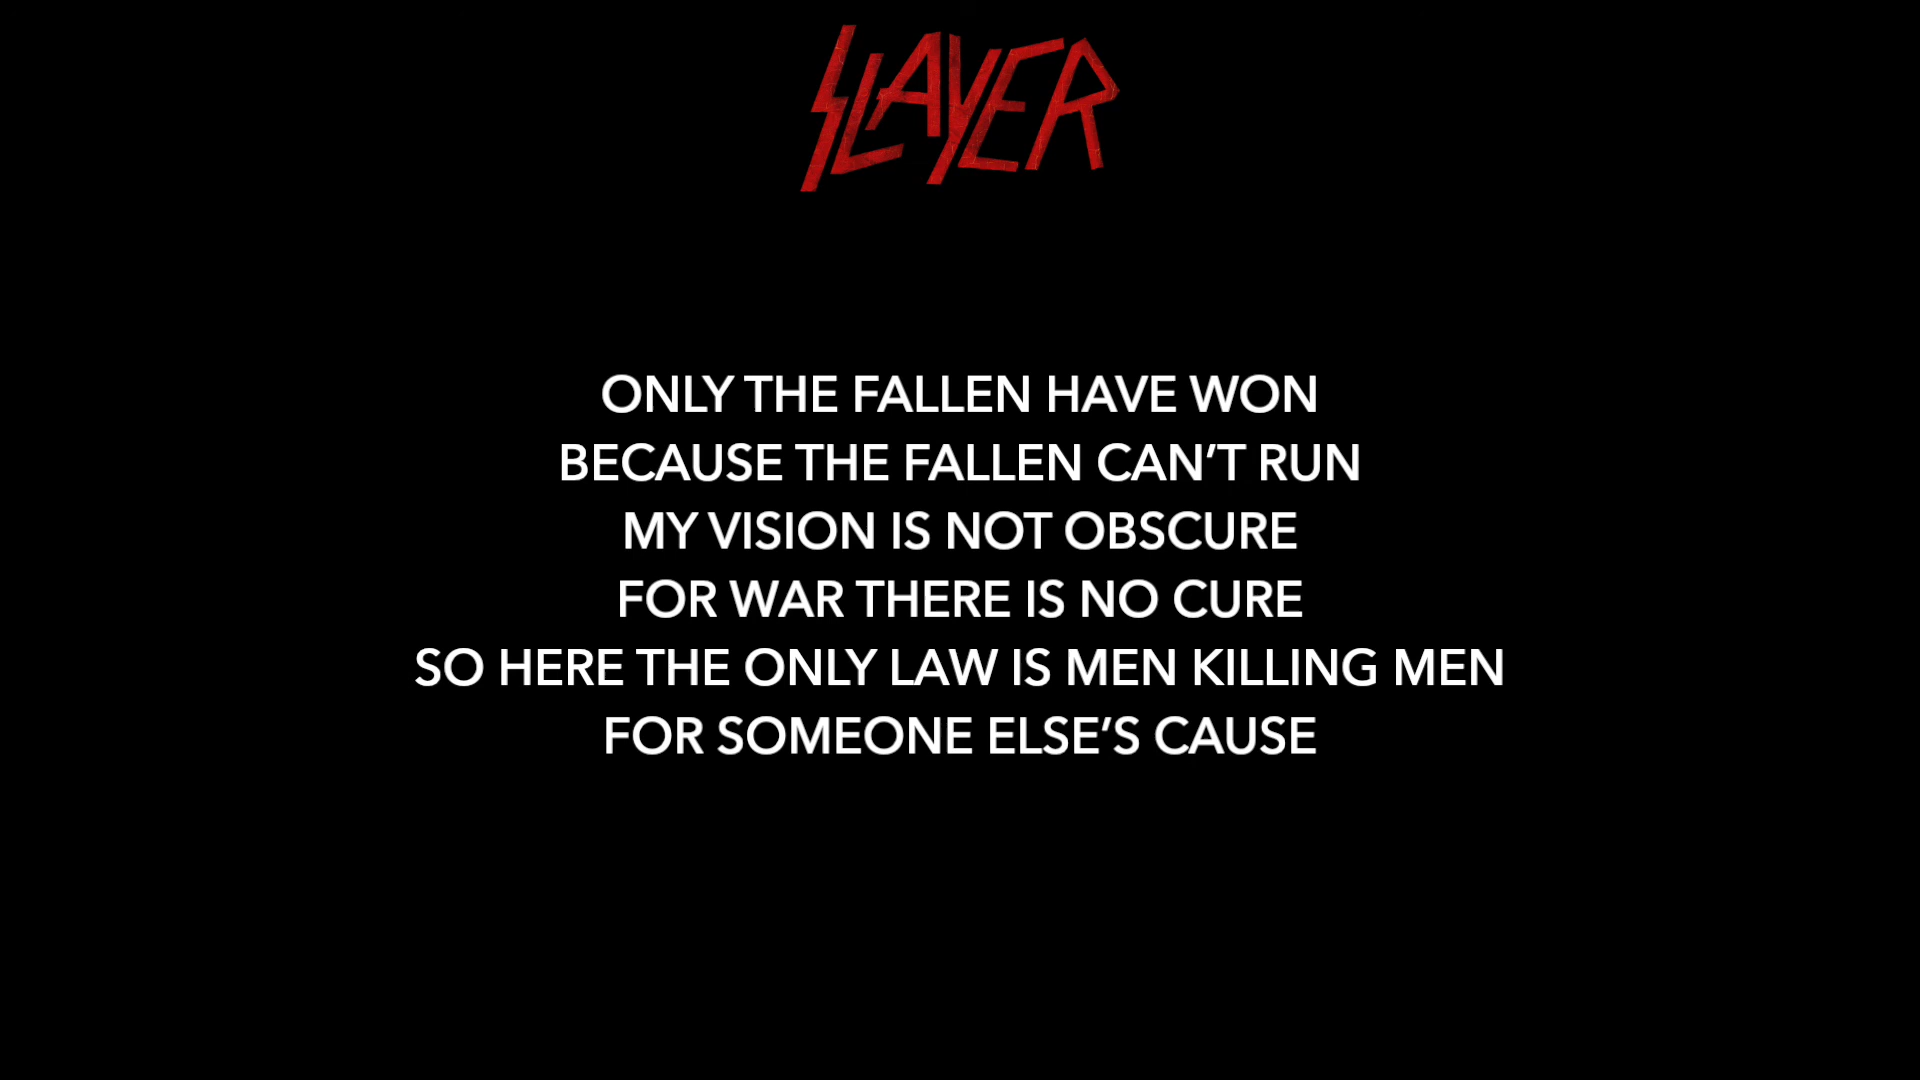 SLAYER
ONLY THE FALLEN HAVE WON
BECAUSE THE FALLEN CAN’T RUN
MY VISION IS NOT OBSCURE
FOR WAR THERE IS NO CURE
SO HERE THE ONLY LAW IS MEN KILLING MEN
FOR SOMEONE ELSE’S CAUSE